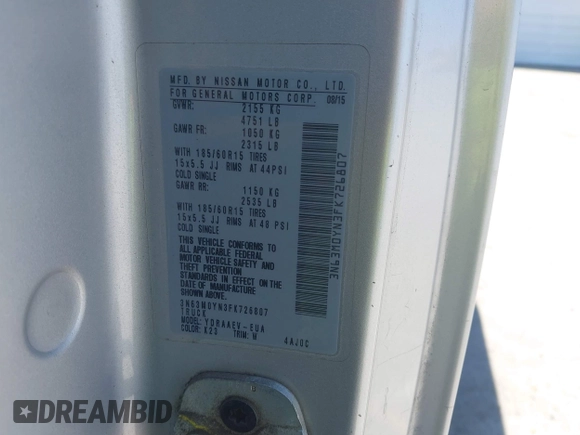 MFD. BY NISSAN MOTOR CO., LTD.
FOR GENERAL MOTORS CORP. 08/15
GVWR: 2155 KG
4751 LB
GAWR FR: 1050 KG
2315 LB
WITH 185/60R15 TIRES
15x5.5 JJ RIMS AT 44PSI
COLD SINGLE
GAWR RR: 1150 KG
2535 LB
WITH 185/60R15 TIRES
15x5.5 JJ RIMS AT 48 PSI
COLD SINGLE
THIS VEHICLE CONFORMS TO
ALL APPLICABLE FEDERAL
MOTOR VEHICLE SAFETY AND
THEFT PREVENTION
STANDARDS IN EFFECT ON THE
DATE OF MANUFACTURE
SHOWN ABOVE.
3N63M0YN3FK726807
TRUCK
MODEL: YDRAAEV-EUA
COLOR: K23 TRIM: W 4AJ0C
3N63M0YN3FK726807
DREAMBID